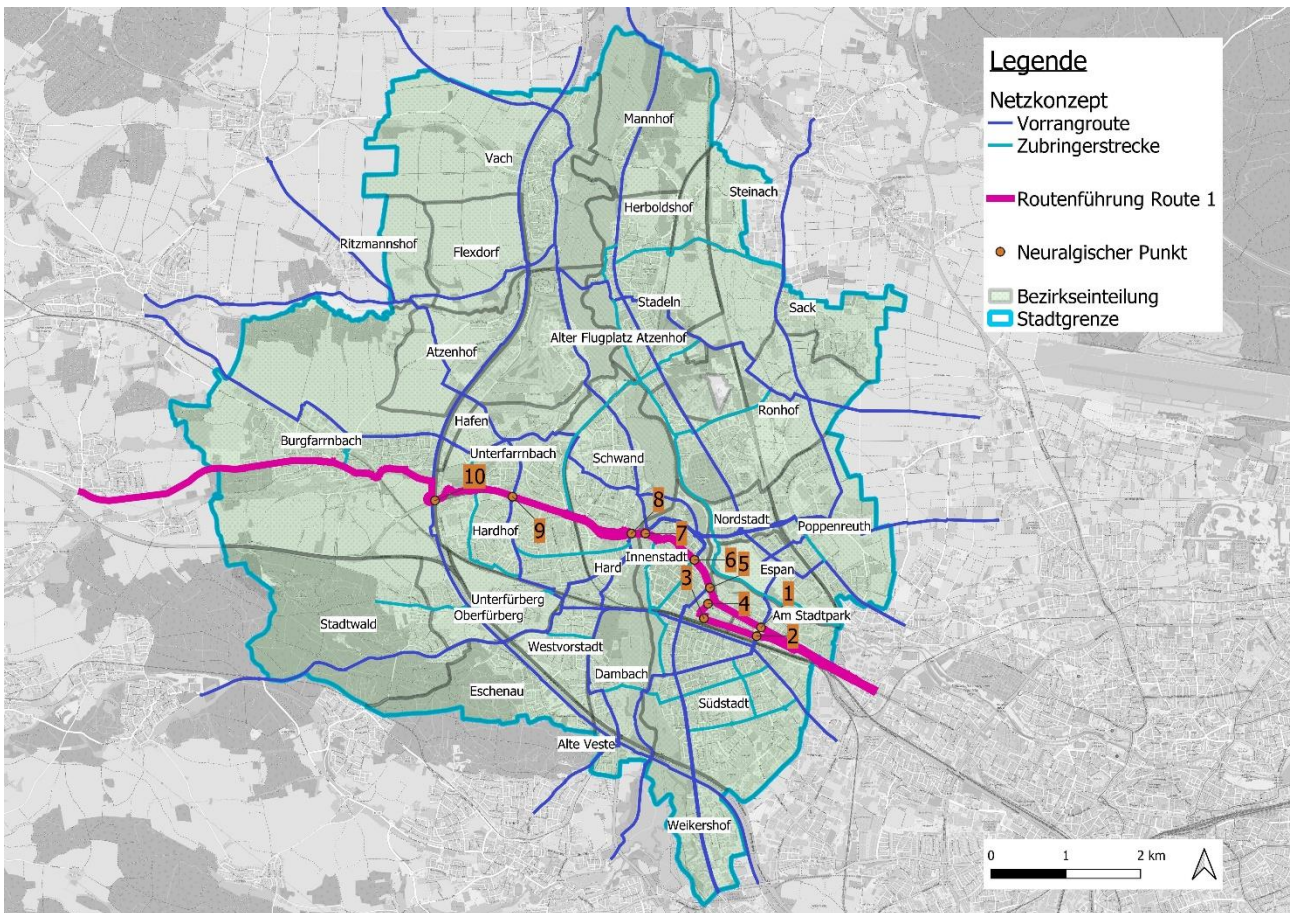 Legende
Netzkonzept
Vorrangroute
Zubringerstrecke
Routenführung Route 1
Neuralgischer Punkt
Bezirkseinteilung
Stadtgrenze
Mannhof
Vach
Steinach
Herboldshof
Ritzmannshof
Flexdorf
Stadeln
Sack
Alter Flugplatz Atzenhof
Atzenhof
Ronhof
Hafen
Burgfarrnbach
Unterfarrnbach
Schwand
10
8
Nordstadt
Poppenreuth
Hardhof
9
7
Innenstadt
6
5
Hard
Espan
3
1
Unterfürberg
4
Oberfürberg
Am Stadtpark
Stadtwald
2
Westvorstadt
Dambach
Eschenau
Südstadt
Alte Veste
Weikershof
0 1 2 km